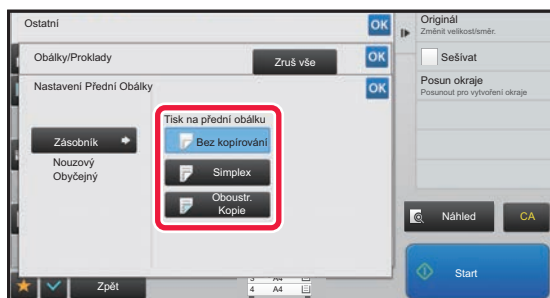 Ostatní
OK
Obálky/Proklady
Zruš vše
OK
Nastavení Přední Obálky
OK
Tisk na přední obálku
Zásobník
Bez kopírování
Nouzový
Obyčejný
Simplex
Oboustr.
Kopie
Zpět
3 A4
4 A4
Originál
Změnit velikost/směr.
Sešívat
Posun okraje
Posunout pro vytvoření okraje
Náhled
CA
Start